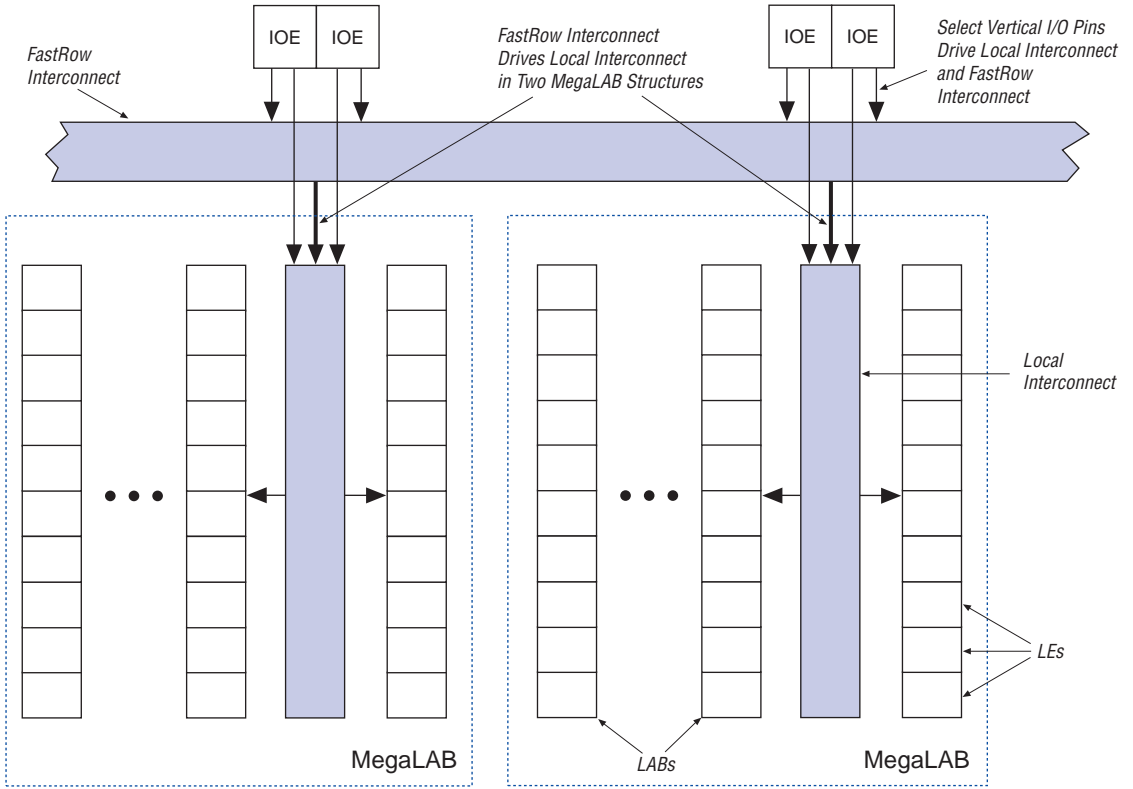 IOE IOE
IOE IOE
FastRow
Interconnect
FastRow Interconnect
Drives Local Interconnect
in Two MegaLAB Structures
Select Vertical I/O Pins
Drive Local Interconnect
and FastRow
Interconnect
Local
Interconnect
LEs
LABs
MegaLAB
MegaLAB